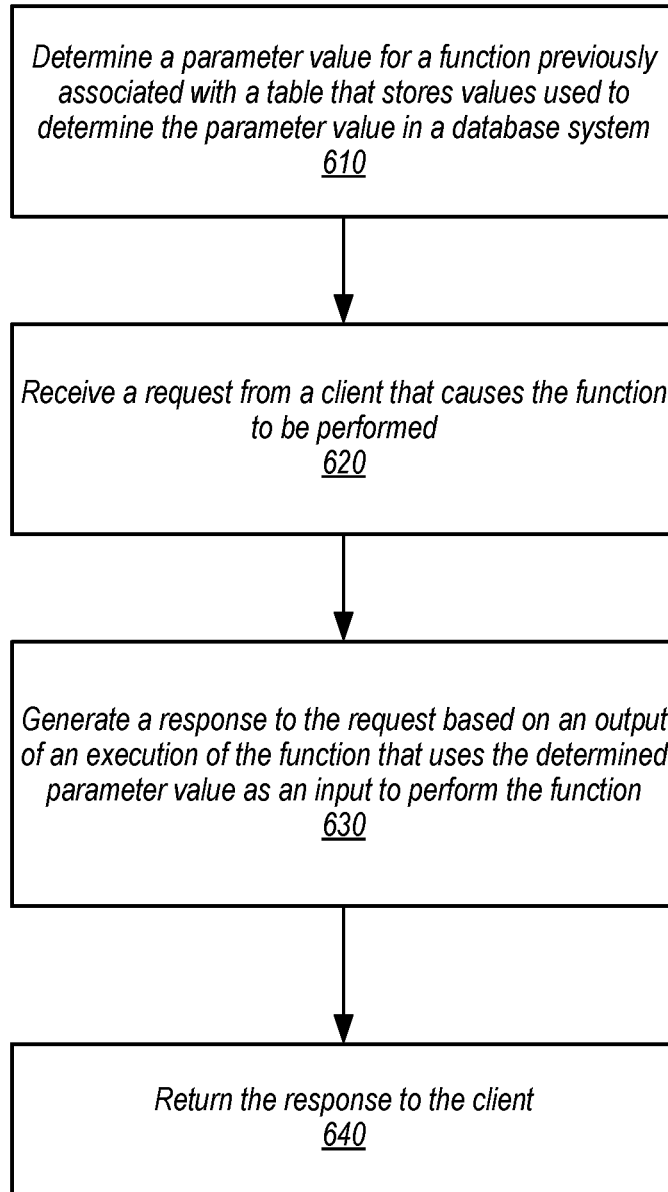 Determine a parameter value for a function previously
associated with a table that stores values used to
determine the parameter value in a database system
610
Receive a request from a client that causes the function
to be performed
620
Generate a response to the request based on an output
of an execution of the function that uses the determined
parameter value as an input to perform the function
630
Return the response to the client
640